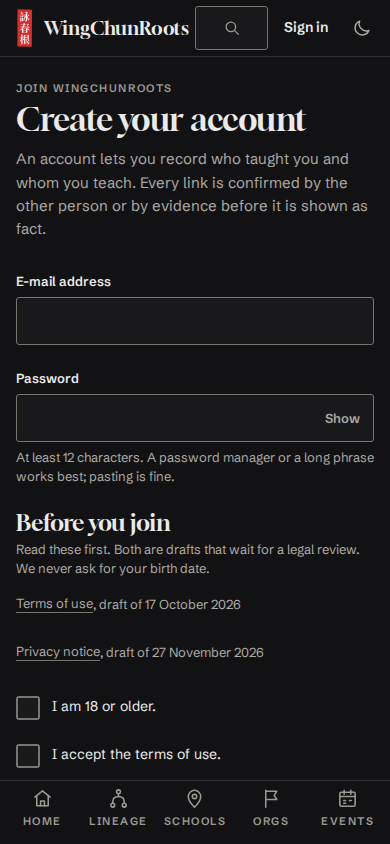 詠春根
WingChunRoots
Sign in
JOIN WINGCHUNROOTS
Create your account
An account lets you record who taught you and
whom you teach. Every link is confirmed by the
other person or by evidence before it is shown as
fact.
E-mail address
Password
Show
At least 12 characters. A password manager or a long phrase
works best; pasting is fine.
Before you join
Read these first. Both are drafts that wait for a legal review.
We never ask for your birth date.
Terms of use, draft of 17 October 2026
Privacy notice, draft of 27 November 2026
I am 18 or older.
I accept the terms of use.
HOME
LINEAGE
SCHOOLS
ORGS
EVENTS